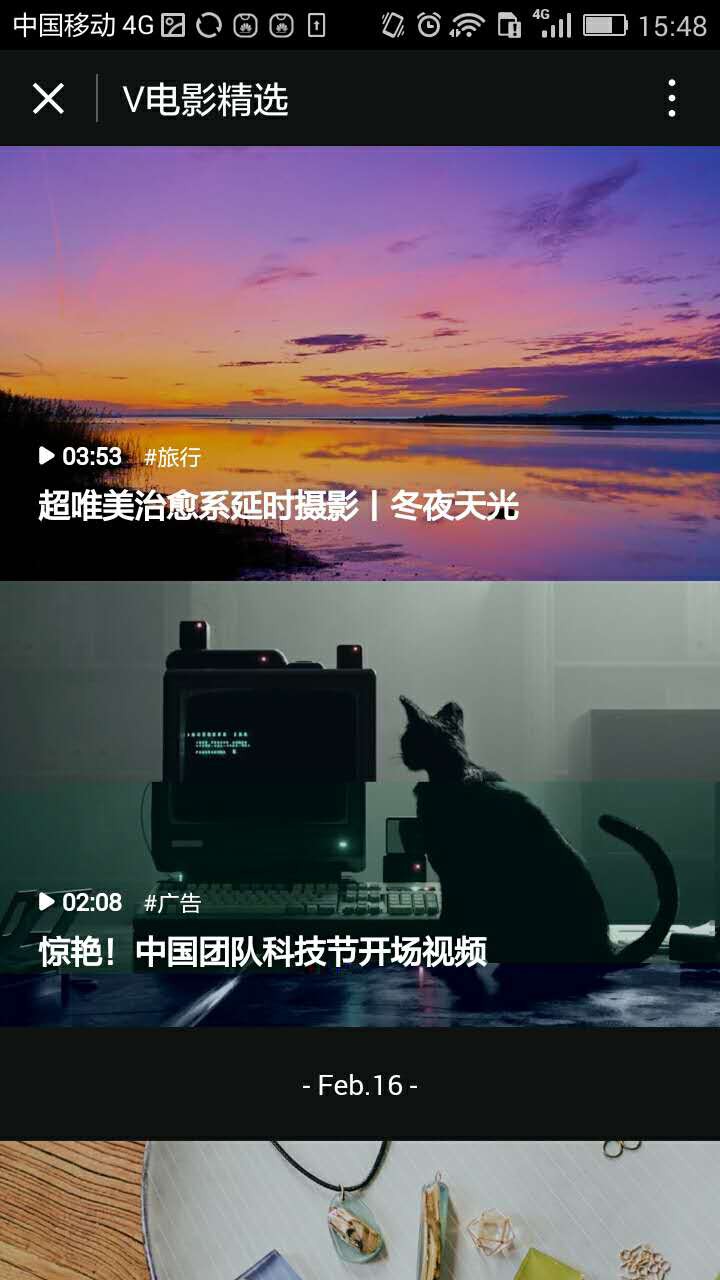 中国移动 4G
4G
15:48
V电影精选
03:53 #旅行
超唯美治愈系延时摄影丨冬夜天光
02:08 #广告
惊艳！中国团队科技节开场视频
- Feb.16 -